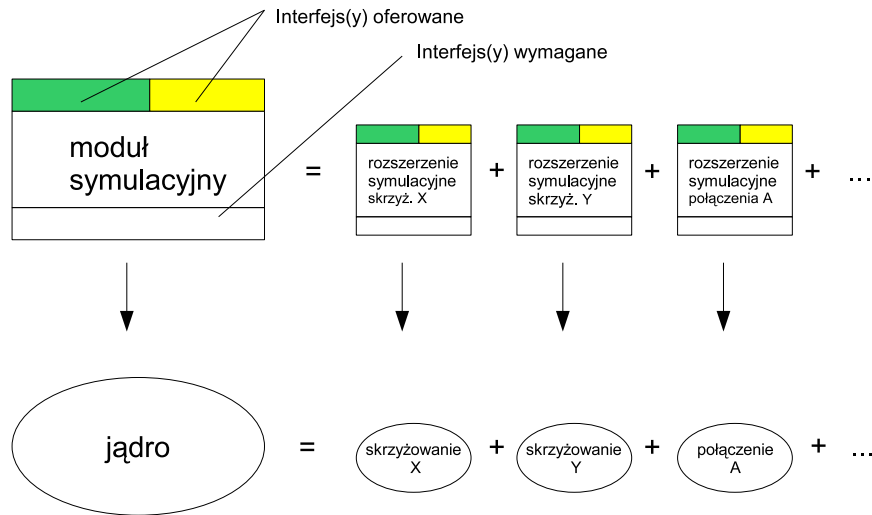 Interfejs(y) oferowane
Interfejs(y) wymagane
moduł
symulacyjny
=
rozszerzenie
symulacyjne
skrzyż. X
+
rozszerzenie
symulacyjne
skrzyż. Y
+
rozszerzenie
symulacyjne
połączenia A
+
...
jądro
=
skrzyżowanie
X
+
skrzyżowanie
Y
+
połączenie
A
+
...